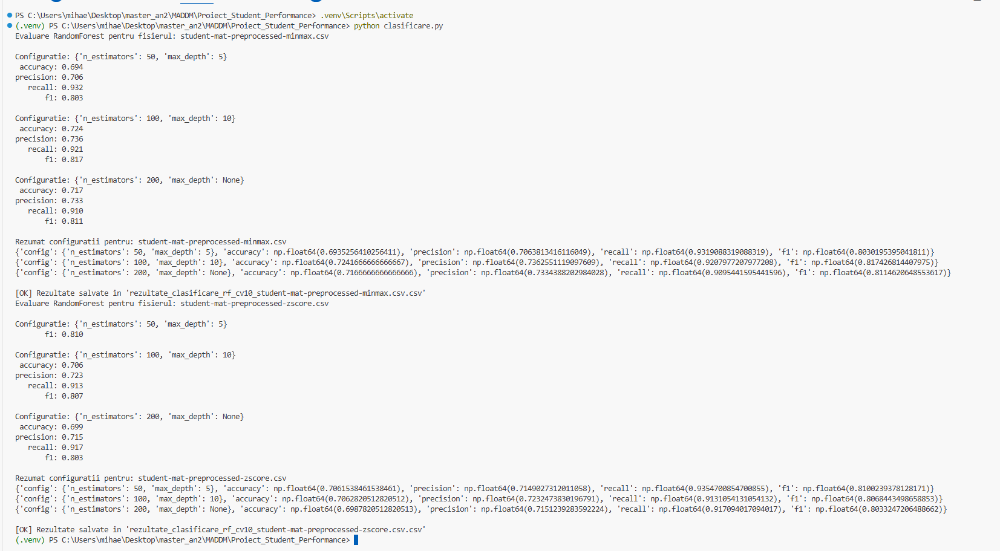 PS C:\Users\mihae\Desktop\master_an2\MADDM\Proiect_Student_Performance> .venv\Scripts\activate
(.venv) PS C:\Users\mihae\Desktop\master_an2\MADDM\Proiect_Student_Performance> python clasificare.py
Evaluare RandomForest pentru fisierul: student-mat-preprocessed-minmax.csv
Configuratie: {'n_estimators': 50, 'max_depth': 5}
accuracy: 0.694
precision: 0.706
recall: 0.932
f1: 0.803
Configuratie: {'n_estimators': 100, 'max_depth': 10}
accuracy: 0.724
precision: 0.736
recall: 0.921
f1: 0.817
Configuratie: {'n_estimators': 200, 'max_depth': None}
accuracy: 0.717
precision: 0.733
recall: 0.910
f1: 0.811
Rezumat configuratii pentru: student-mat-preprocessed-minmax.csv
{'config': {'n_estimators': 50, 'max_depth': 5}, 'accuracy': np.float64(0.6935256410256411), 'precision': np.float64(0.7063813416116049), 'recall': np.float64(0.9319088319088319), 'f1': np.float64(0.8030195395041811)}
{'config': {'n_estimators': 100, 'max_depth': 10}, 'accuracy': np.float64(0.7241666666666667), 'precision': np.float64(0.7362551119097609), 'recall': np.float64(0.9207977207977208), 'f1': np.float64(0.817426814407975)}
{'config': {'n_estimators': 200, 'max_depth': None}, 'accuracy': np.float64(0.7166666666666666), 'precision': np.float64(0.7334388202984028), 'recall': np.float64(0.9095441595441596), 'f1': np.float64(0.8114620648553617)}
[OK] Rezultate salvate in 'rezultate_clasificare_rf_cv10_student-mat-preprocessed-minmax.csv.csv'
Evaluare RandomForest pentru fisierul: student-mat-preprocessed-zscore.csv
Configuratie: {'n_estimators': 50, 'max_depth': 5}
f1: 0.810
Configuratie: {'n_estimators': 100, 'max_depth': 10}
accuracy: 0.706
precision: 0.723
recall: 0.913
f1: 0.807
Configuratie: {'n_estimators': 200, 'max_depth': None}
accuracy: 0.699
precision: 0.715
recall: 0.917
f1: 0.803
Rezumat configuratii pentru: student-mat-preprocessed-zscore.csv
{'config': {'n_estimators': 50, 'max_depth': 5}, 'accuracy': np.float64(0.7061538461538461), 'precision': np.float64(0.7149027312011058), 'recall': np.float64(0.9354700854700855), 'f1': np.float64(0.8100239378128171)}
{'config': {'n_estimators': 100, 'max_depth': 10}, 'accuracy': np.float64(0.7062820512820512), 'precision': np.float64(0.7232473830196791), 'recall': np.float64(0.9131054131054132), 'f1': np.float64(0.8068443498658853)}
{'config': {'n_estimators': 200, 'max_depth': None}, 'accuracy': np.float64(0.6987820512820513), 'precision': np.float64(0.7151239283592224), 'recall': np.float64(0.917094017094017), 'f1': np.float64(0.8033247206488662)}
[OK] Rezultate salvate in 'rezultate_clasificare_rf_cv10_student-mat-preprocessed-zscore.csv.csv'
(.venv) PS C:\Users\mihae\Desktop\master_an2\MADDM\Proiect_Student_Performance>